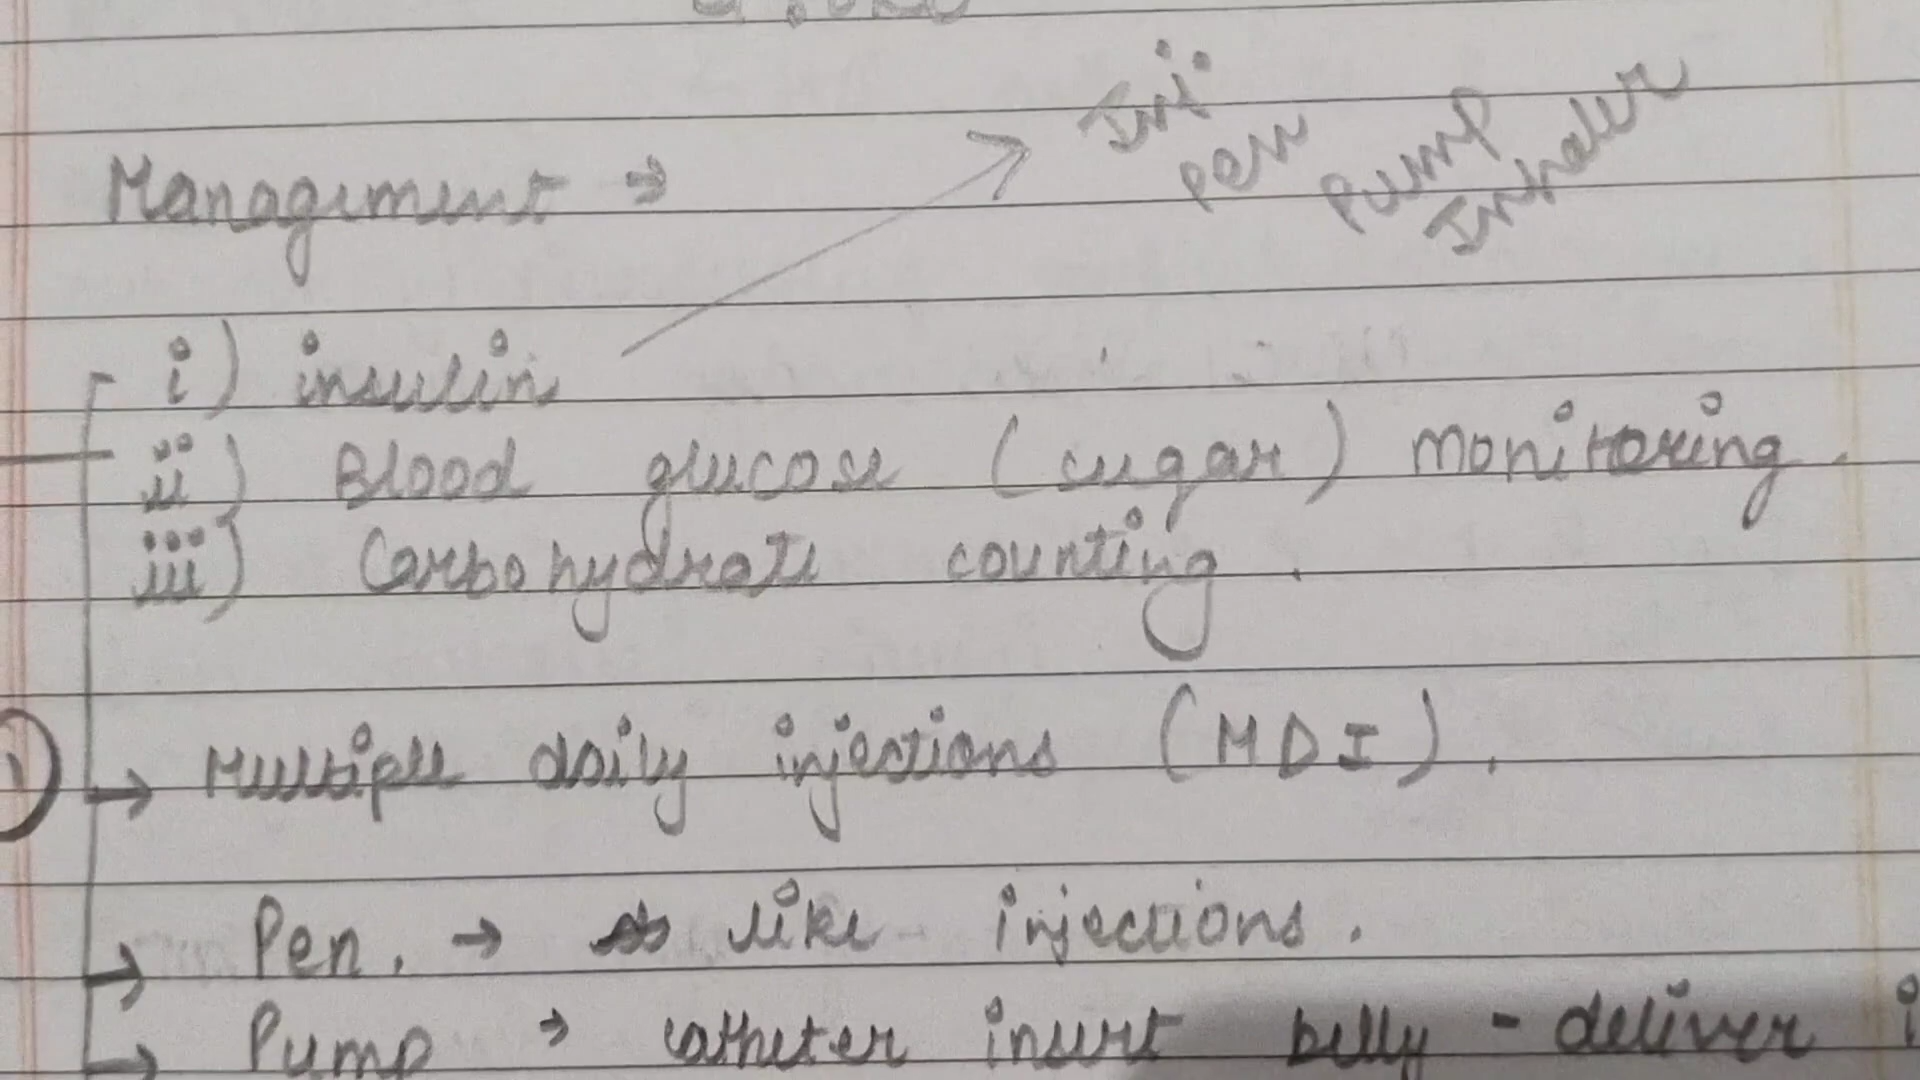 Management →
Inj.
Pen
Pump
Inhaler
i) insulin
ii) Blood glucose (sugar) monitoring.
iii) Carbohydrate counting.
→ Multiple daily injections (MDI).
→ Pen. → like injections.
→ Pump → catheter insert belly - deliver i